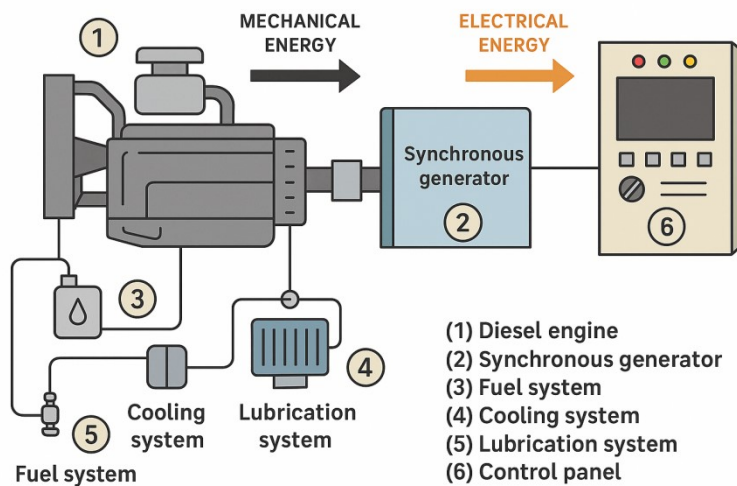 MECHANICAL
ENERGY
ELECTRICAL
ENERGY
1
Synchronous
generator
2
6
3
4
5
Cooling
system
Lubrication
system
Fuel system
(1) Diesel engine
(2) Synchronous generator
(3) Fuel system
(4) Cooling system
(5) Lubrication system
(6) Control panel